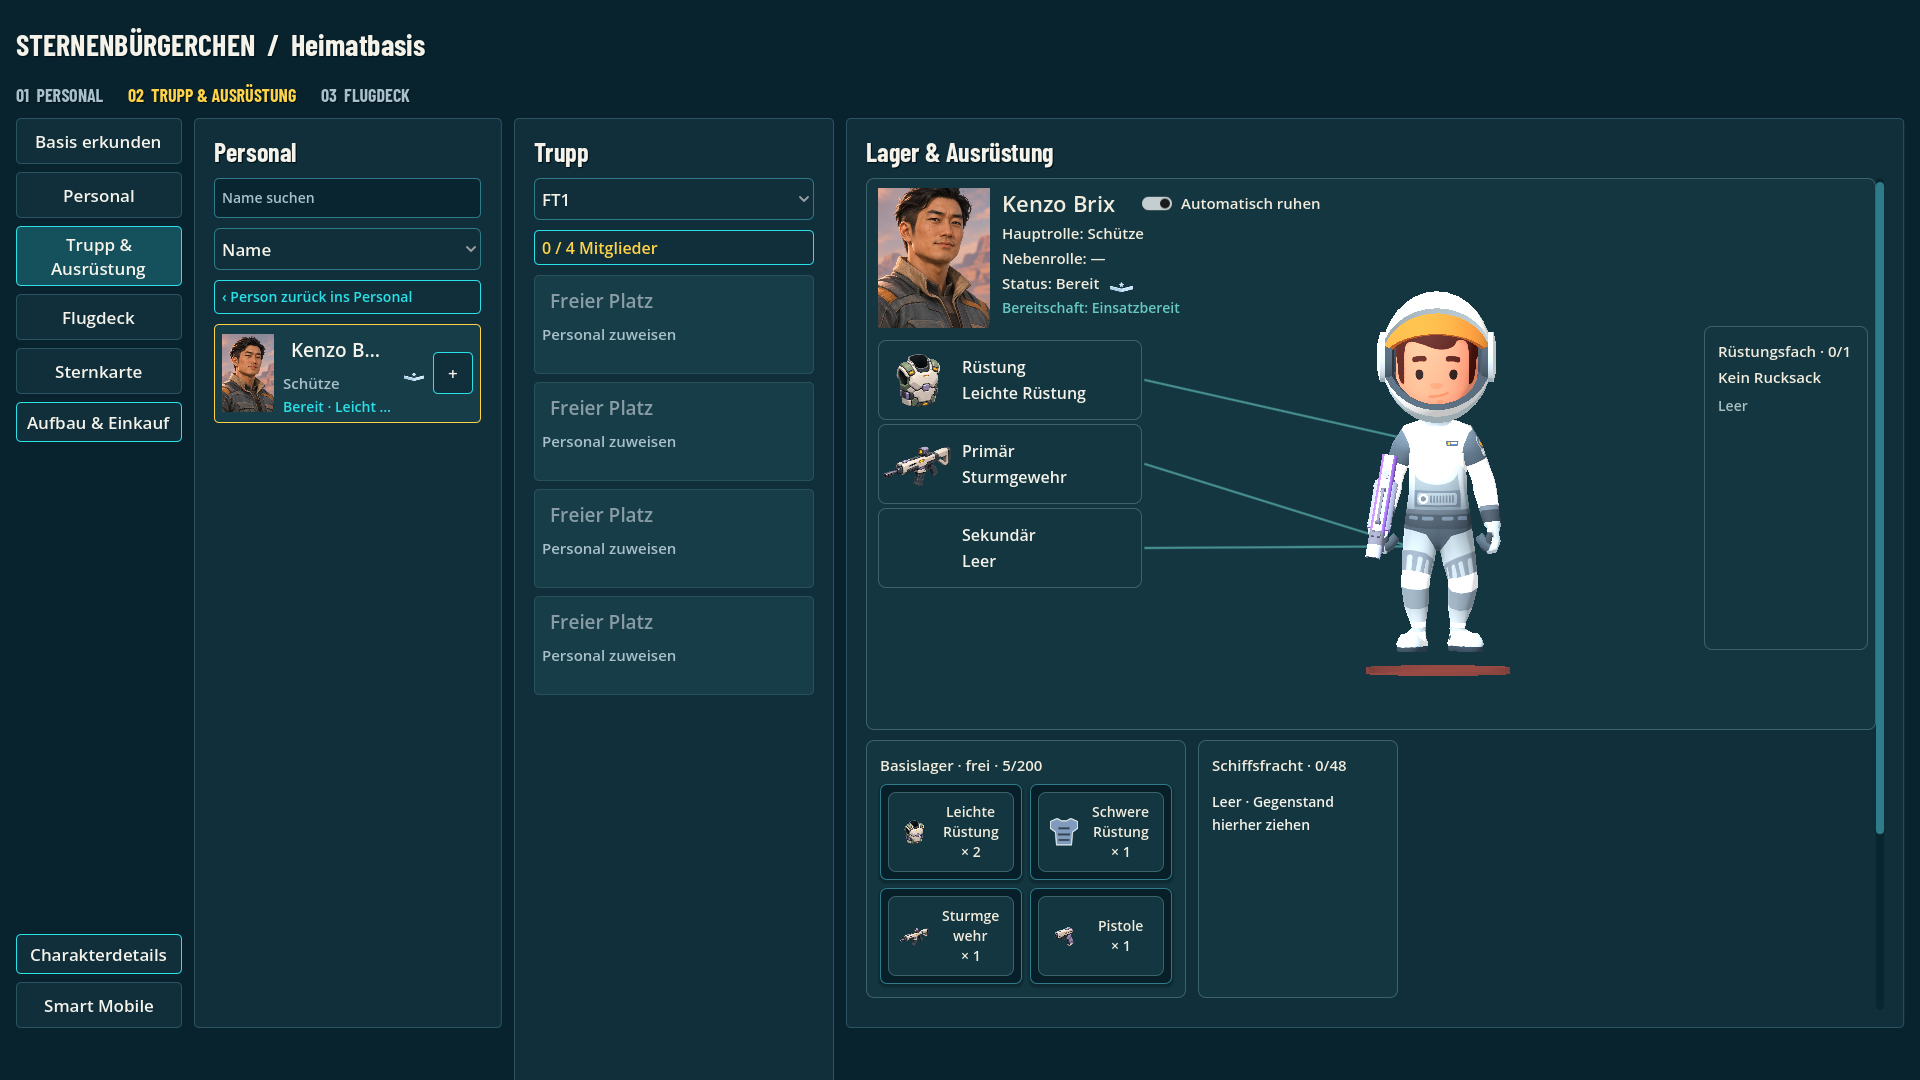 STERNENBÜRGERCHEN / Heimatbasis
01 PERSONAL 02 TRUPP & AUSRÜSTUNG 03 FLUGDECK
Basis erkunden
Personal
Trupp &
Ausrüstung
Flugdeck
Sternkarte
Aufbau & Einkauf
Charakterdetails
Smart Mobile
Personal
Name suchen
Name
‹ Person zurück ins Personal
Kenzo B...
Schütze
Bereit · Leicht ...
+
Trupp
FT1
0 / 4 Mitglieder
Freier Platz
Personal zuweisen
Freier Platz
Personal zuweisen
Freier Platz
Personal zuweisen
Freier Platz
Personal zuweisen
Lager & Ausrüstung
Kenzo Brix
Automatisch ruhen
Hauptrolle: Schütze
Nebenrolle: —
Status: Bereit
Bereitschaft: Einsatzbereit
Rüstung
Leichte Rüstung
Primär
Sturmgewehr
Sekundär
Leer
Rüstungsfach · 0/1
Kein Rucksack
Leer
Basislager · frei · 5/200
Leichte
Rüstung
× 2
Schwere
Rüstung
× 1
Sturmge
wehr
× 1
Pistole
× 1
Schiffsfracht · 0/48
Leer · Gegenstand
hierher ziehen